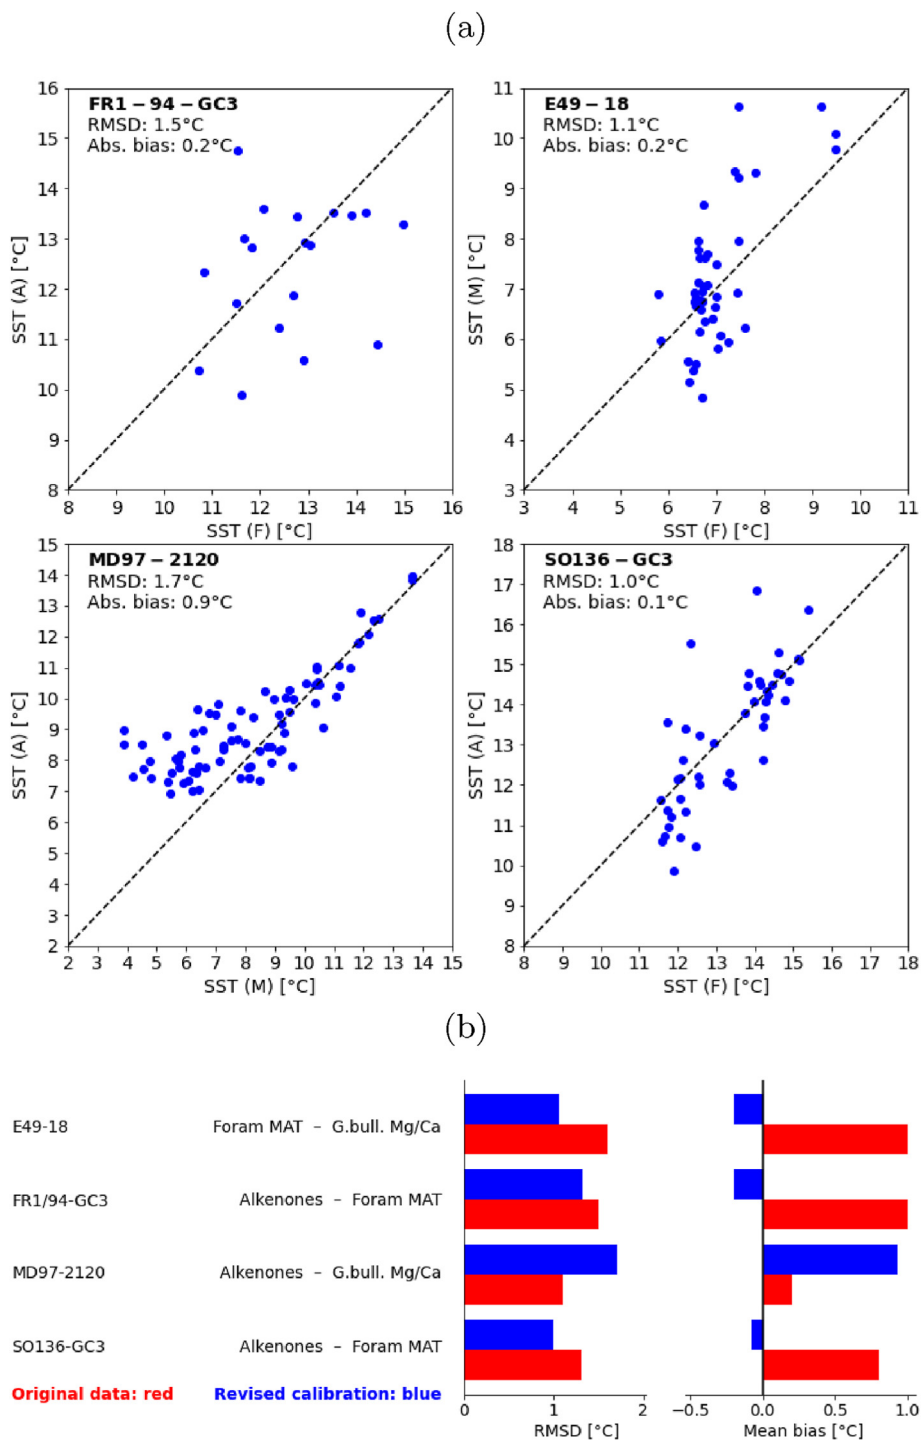 (a)
FR1 – 94 – GC3
RMSD: 1.5°C
Abs. bias: 0.2°C
16
15
14
13
12
11
10
9
8
SST (A) [°C]
8 9 10 11 12 13 14 15 16
SST (F) [°C]
E49 – 18
RMSD: 1.1°C
Abs. bias: 0.2°C
11
10
9
8
7
6
5
4
3
SST (M) [°C]
3 4 5 6 7 8 9 10 11
SST (F) [°C]
MD97 – 2120
RMSD: 1.7°C
Abs. bias: 0.9°C
15
14
13
12
11
10
9
8
7
6
5
4
3
2
SST (A) [°C]
2 3 4 5 6 7 8 9 10 11 12 13 14 15
SST (M) [°C]
SO136 – GC3
RMSD: 1.0°C
Abs. bias: 0.1°C
18
17
16
15
14
13
12
11
10
9
8
SST (A) [°C]
8 9 10 11 12 13 14 15 16 17 18
SST (F) [°C]
(b)
E49-18 Foram MAT – G.bull. Mg/Ca
FR1/94-GC3 Alkenones – Foram MAT
MD97-2120 Alkenones – G.bull. Mg/Ca
SO136-GC3 Alkenones – Foram MAT
Original data: red Revised calibration: blue
0 1 2
RMSD [°C]
−0.5 0.0 0.5 1.0
Mean bias [°C]